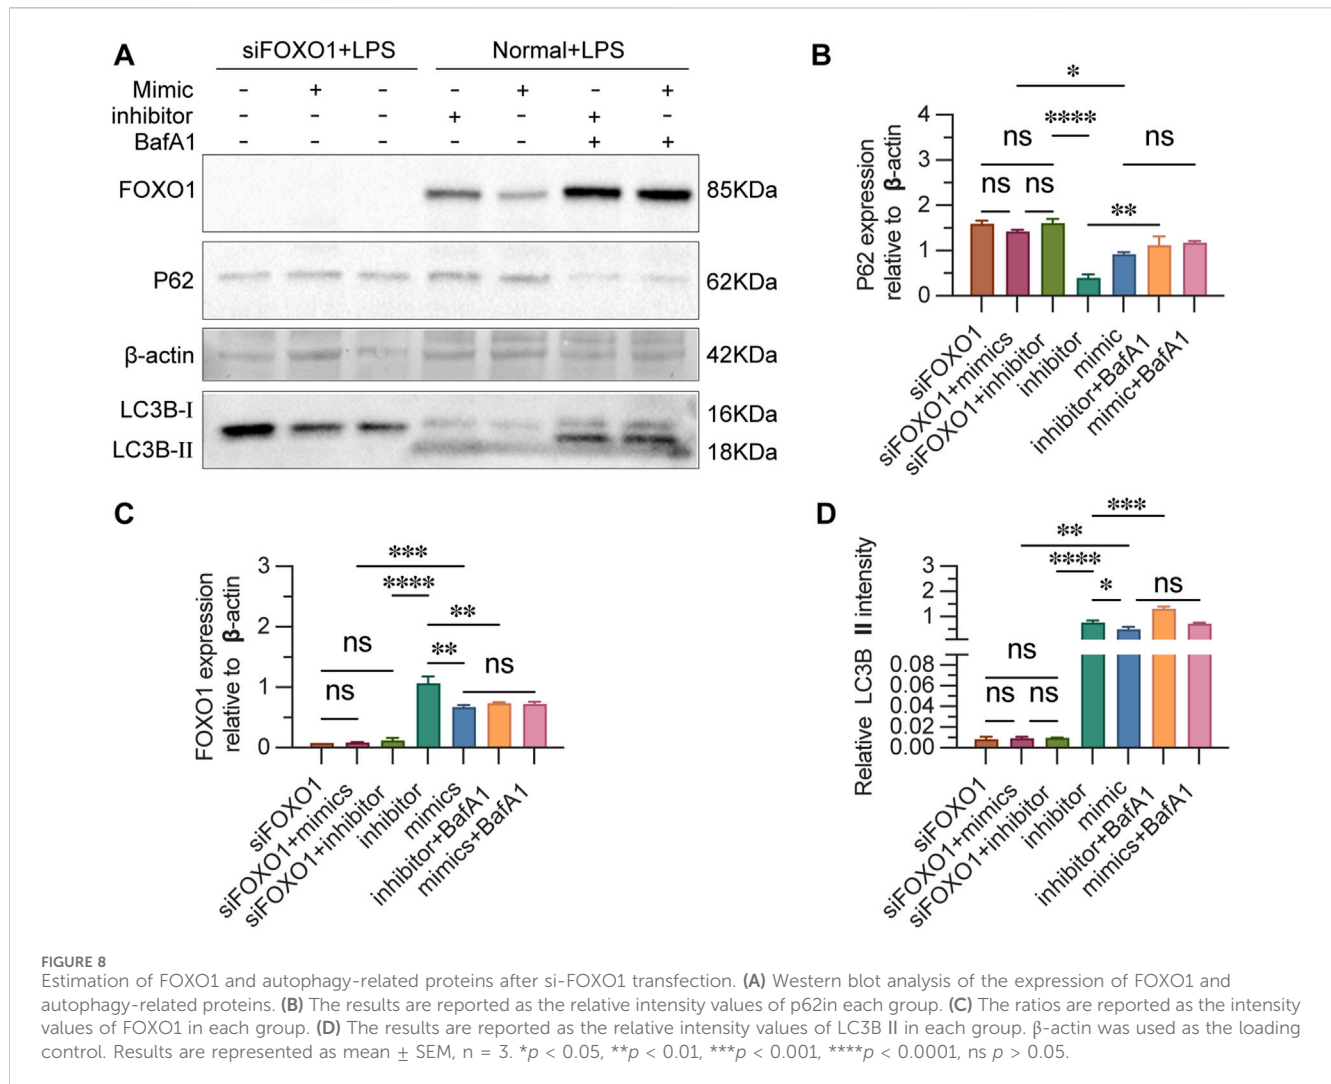 A
siFOXO1+LPS Normal+LPS
Mimic - + - - + - +
inhibitor - - - + - + -
BafA1 - - - - - + +
FOXO1 85KDa
P62 62KDa
β-actin 42KDa
LC3B-I 16KDa
LC3B-II 18KDa
B
P62 expression
relative to β-actin
4
3
2
1
0
*
****
ns ns
ns ns **
siFOXO1
siFOXO1+mimics
siFOXO1+inhibitor
inhibitor
mimic
inhibitor+BafA1
mimic+BafA1
C
FOXO1 expression
relative to β-actin
3
2
1
0
***
****
**
ns ** ns
ns
siFOXO1
siFOXO1+mimics
siFOXO1+inhibitor
inhibitor
mimics
inhibitor+BafA1
mimics+BafA1
D
Relative LC3B II intensity
3
2
1
0.08
0.06
0.04
0.02
0.00
***
**
****
* ns
ns
ns ns
siFOXO1
siFOXO1+mimics
siFOXO1+inhibitor
inhibitor
mimic
inhibitor+BafA1
mimics+BafA1
FIGURE 8
Estimation of FOXO1 and autophagy-related proteins after si-FOXO1 transfection. (A) Western blot analysis of the expression of FOXO1 and
autophagy-related proteins. (B) The results are reported as the relative intensity values of p62in each group. (C) The ratios are reported as the intensity
values of FOXO1 in each group. (D) The results are reported as the relative intensity values of LC3B II in each group. β-actin was used as the loading
control. Results are represented as mean ± SEM, n = 3. *p < 0.05, **p < 0.01, ***p < 0.001, ****p < 0.0001, ns p > 0.05.